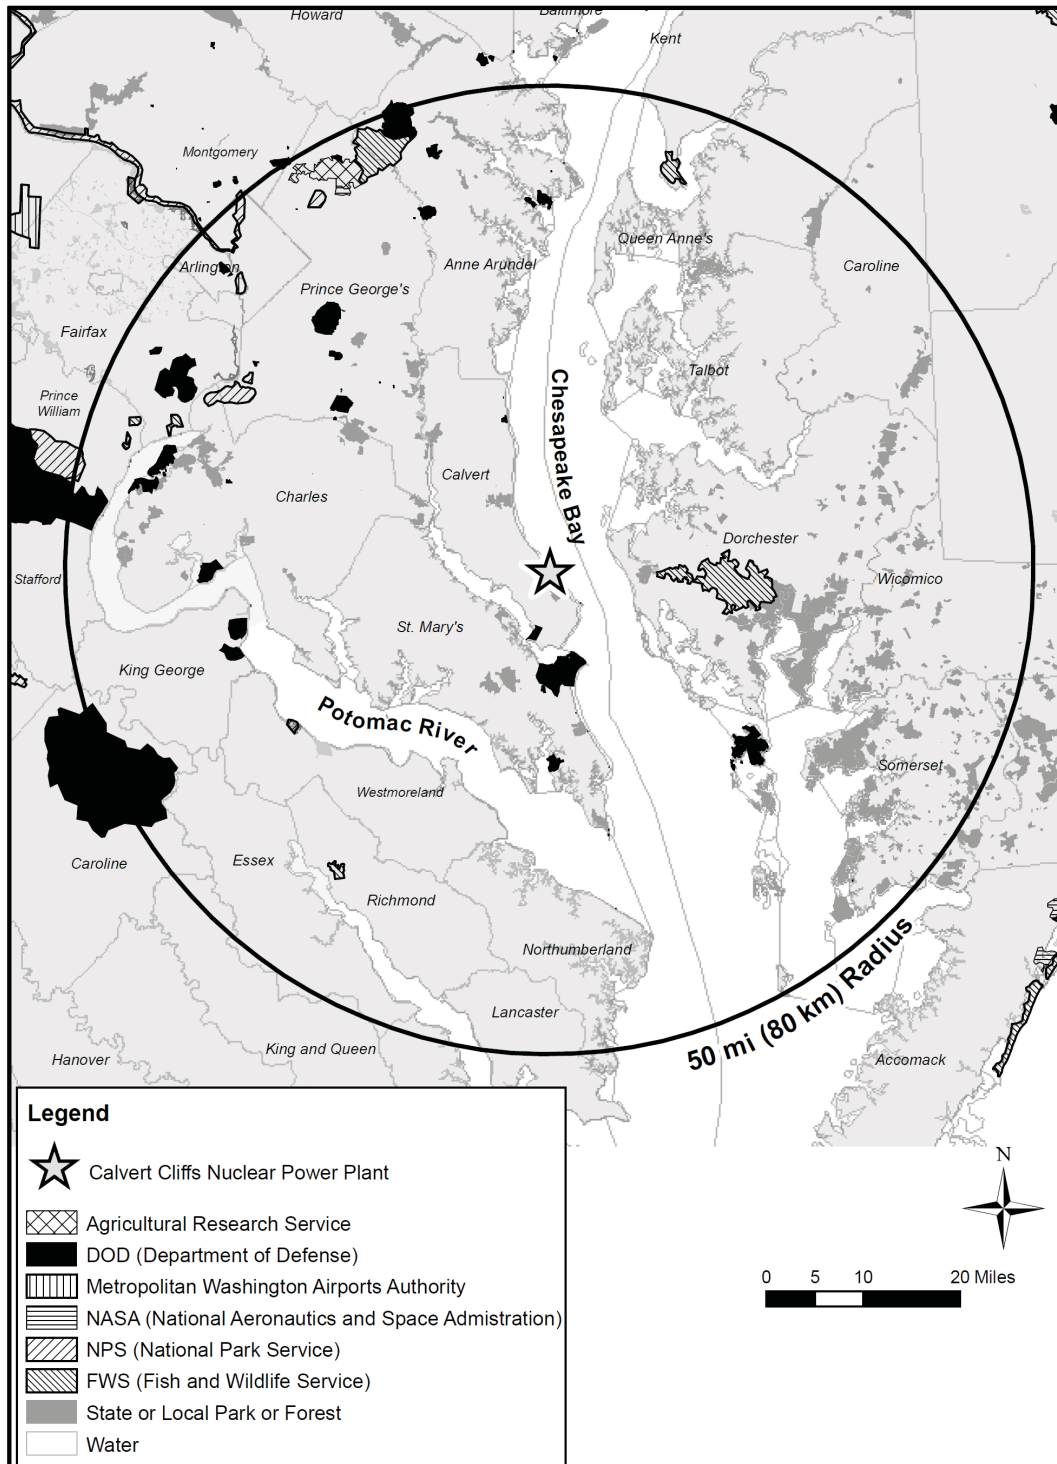 Howard
Baltimore
Kent
Montgomery
Queen Anne's
Arlington
Anne Arundel
Caroline
Prince George's
Fairfax
Talbot
Prince
William
Chesapeake Bay
Calvert
Charles
Dorchester
Stafford
Wicomico
St. Mary's
King George
Potomac River
Somerset
Westmoreland
Caroline
Essex
Richmond
Northumberland
50 mi (80 km) Radius
Lancaster
King and Queen
Hanover
Accomack
Legend
Calvert Cliffs Nuclear Power Plant
Agricultural Research Service
DOD (Department of Defense)
Metropolitan Washington Airports Authority
NASA (National Aeronautics and Space Admistration)
NPS (National Park Service)
FWS (Fish and Wildlife Service)
State or Local Park or Forest
Water
N
0 5 10 20 Miles